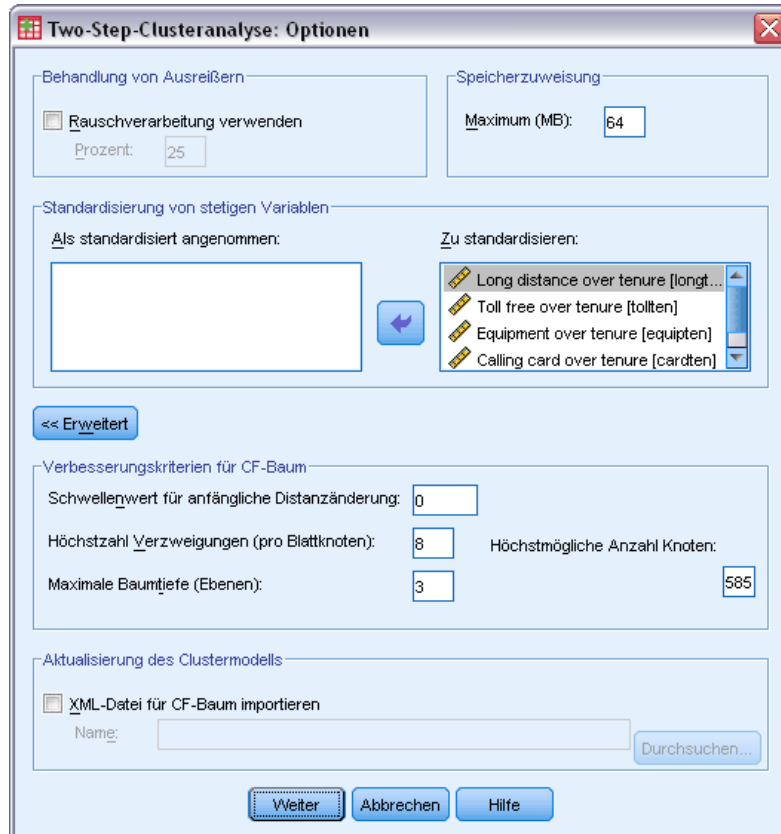 Two-Step-Clusteranalyse: Optionen
Behandlung von Ausreißern
Rauschverarbeitung verwenden
Prozent: 25
Speicherzuweisung
Maximum (MB): 64
Standardisierung von stetigen Variablen
Als standardisiert angenommen:
Zu standardisieren:
Long distance over tenure [longt...
Toll free over tenure [tollten]
Equipment over tenure [equipten]
Calling card over tenure [cardten]
<< Erweitert
Verbesserungskriterien für CF-Baum
Schwellenwert für anfängliche Distanzänderung: 0
Höchstzahl Verzweigungen (pro Blattknoten): 8
Höchstmögliche Anzahl Knoten:
Maximale Baumtiefe (Ebenen): 3
585
Aktualisierung des Clustermodells
XML-Datei für CF-Baum importieren
Name:
Durchsuchen...
Weiter
Abbrechen
Hilfe